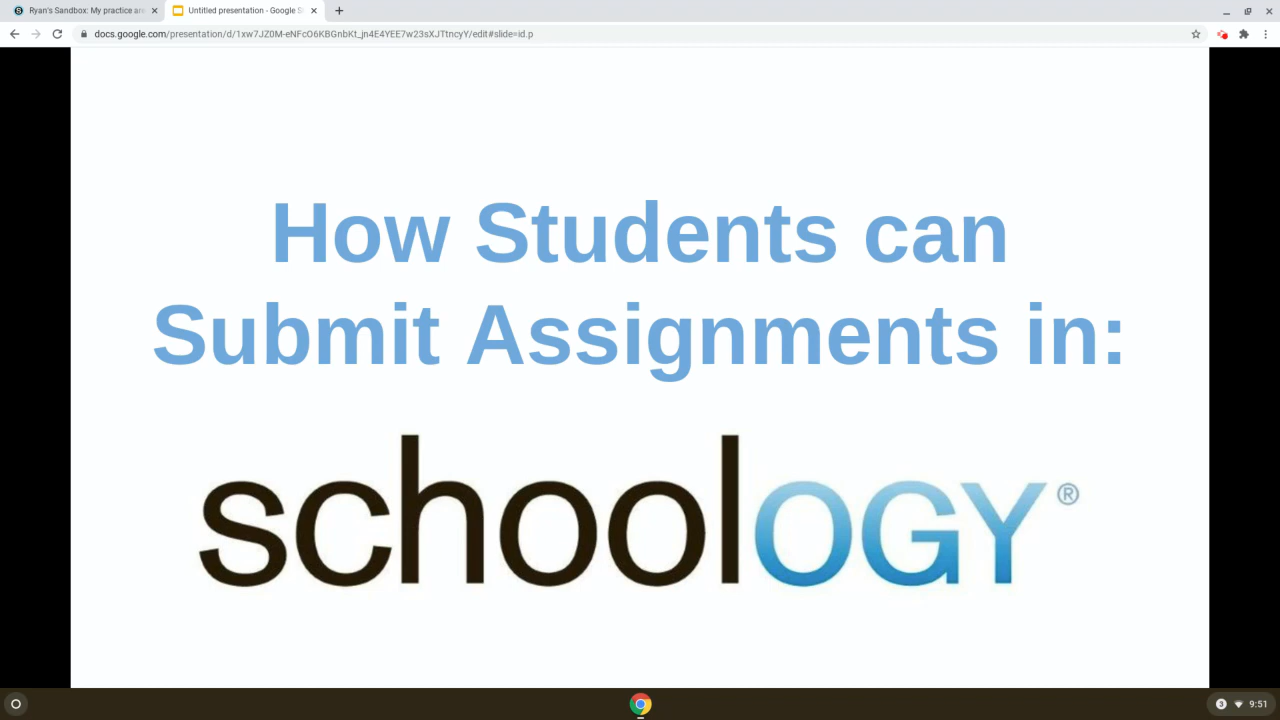 Ryan's Sandbox: My practice an
Untitled presentation - Google S
docs.google.com/presentation/d/1xw7JZ0M-eNFcO6KBGnbKt_jn4E4YEE7w23sXJTtncyY/edit#slide=id.p
How Students can
Submit Assignments in:
schoology®
3 9:51